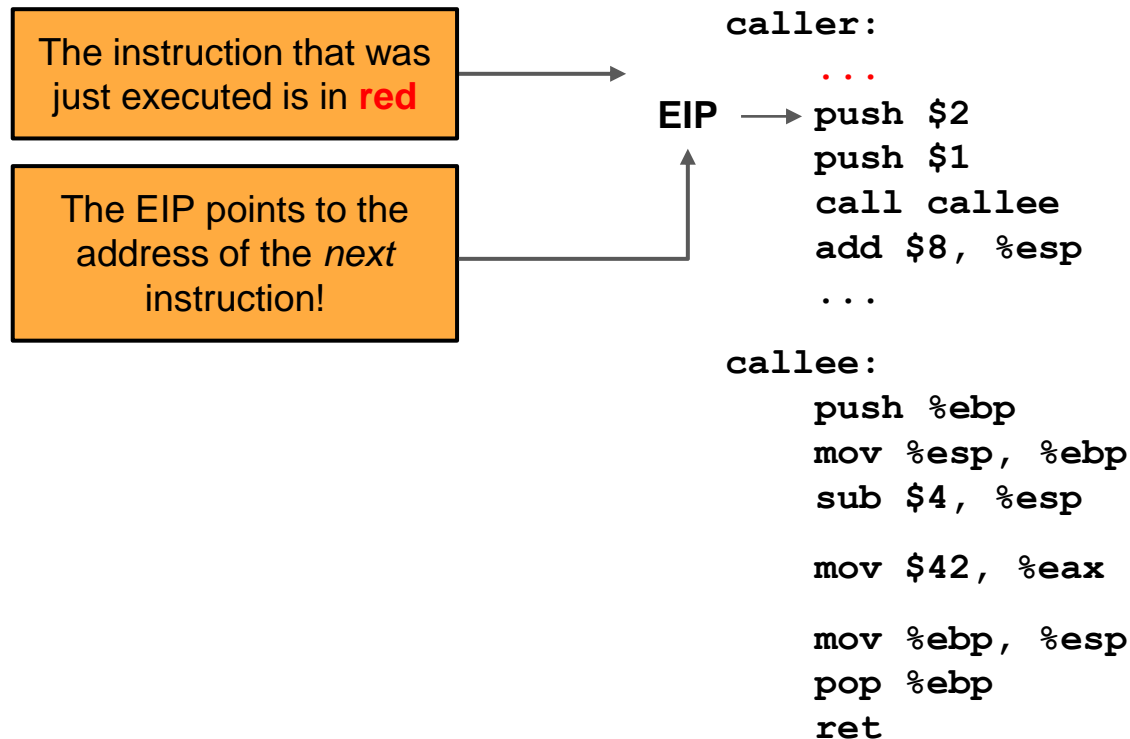 The instruction that was
just executed is in red
The EIP points to the
address of the next
instruction!
EIP
caller:
...
push $2
push $1
call callee
add $8, %esp
...
callee:
push %ebp
mov %esp, %ebp
sub $4, %esp
mov $42, %eax
mov %ebp, %esp
pop %ebp
ret